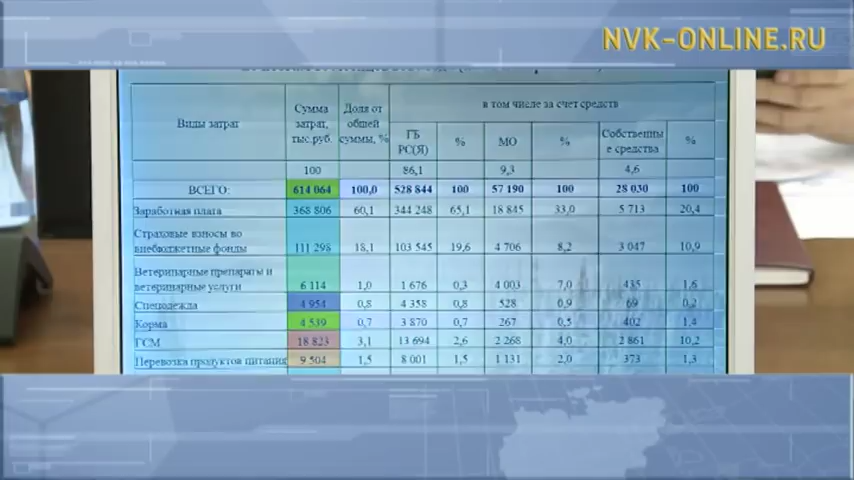 NVK-ONLINE.RU
Виды затрат
Сумма затрат, тыс.руб.
Доля от общей суммы, %
в том числе за счет средств
ГБ РС(Я)
%
МО
%
Собственные средства
%
100 86,1 9,3 4,6
ВСЕГО: 614 064 100,0 528 844 100 57 190 100 28 030 100
Заработная плата 368 806 60,1 344 248 65,1 18 845 33,0 5 713 20,4
Страховые взносы во
внебюджетные фонды 111 298 18,1 103 545 19,6 4 706 8,2 3 047 10,9
Ветеринарные препараты и
ветеринарные услуги 6 114 1,0 1 676 0,3 4 003 7,0 435 1,6
Спецодежда 4 954 0,8 4 358 0,8 528 0,9 69 0,2
Корма 4 539 0,7 3 870 0,7 267 0,5 402 1,4
ГСМ 18 823 3,1 13 694 2,6 2 268 4,0 2 861 10,2
Перевозка продуктов питания 9 504 1,5 8 001 1,5 1 131 2,0 373 1,3